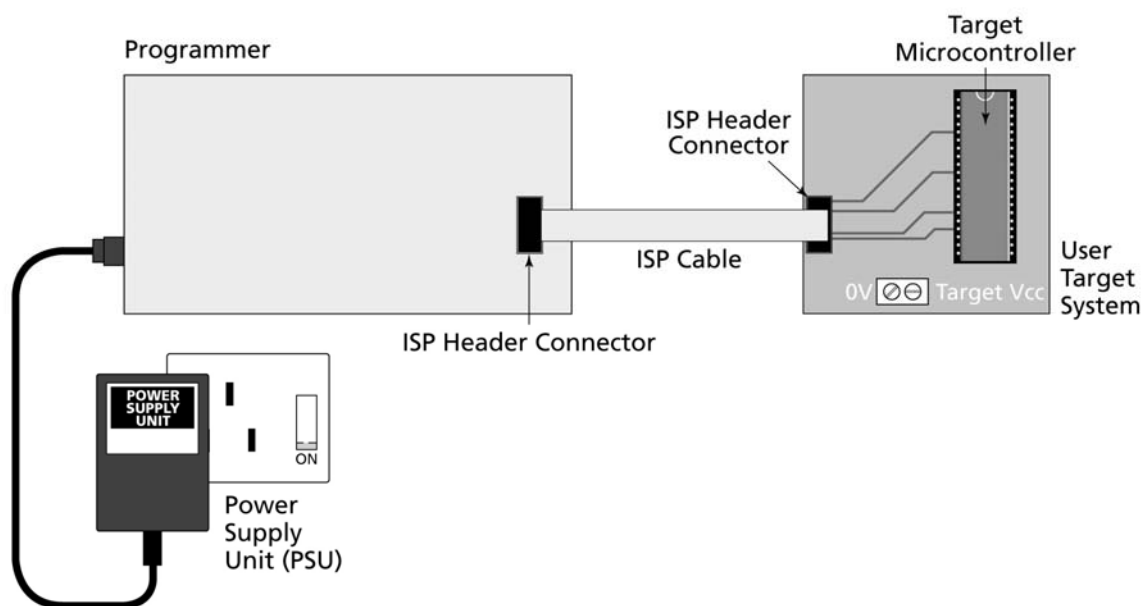 Programmer
Target
Microcontroller
ISP Header
Connector
ISP Cable
ISP Header Connector
0V
Target Vcc
User
Target
System
POWER
SUPPLY
UNIT
ON
Power
Supply
Unit (PSU)